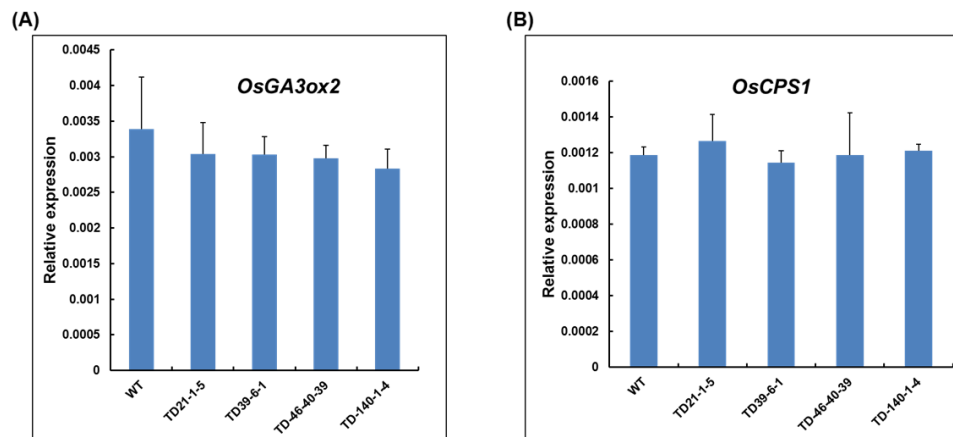 (A)
OsGA3ox2
Relative expression
0.0045
0.004
0.0035
0.003
0.0025
0.002
0.0015
0.001
0.0005
0
WT
TD21-1-5
TD39-6-1
TD-46-40-39
TD-140-1-4
(B)
OsCPS1
Relative expression
0.0016
0.0014
0.0012
0.001
0.0008
0.0006
0.0004
0.0002
0
WT
TD21-1-5
TD39-6-1
TD-46-40-39
TD-140-1-4